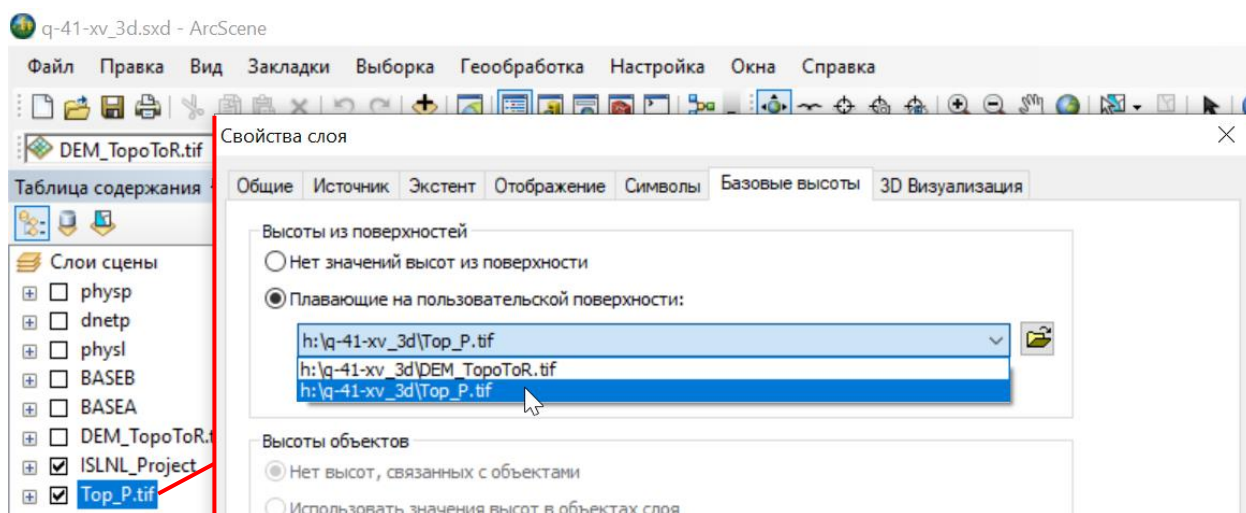 q-41-xv_3d.sxd - ArcScene
Файл Правка Вид Закладки Выборка Геообработка Настройка Окна Справка
DEM_TopoToR.tif
Свойства слоя
Таблица содержания
Общие Источник Экстент Отображение Символы Базовые высоты 3D Визуализация
Высоты из поверхностей
Слои сцены
Нет значений высот из поверхности
physp
Плавающие на пользовательской поверхности:
dnetp
h:\q-41-xv_3d\Top_P.tif
physl
h:\q-41-xv_3d\DEM_TopoToR.tif
BASEB
h:\q-41-xv_3d\Top_P.tif
BASEA
DEM_TopoToR.t
Высоты объектов
ISLNL_Project
Нет высот, связанных с объектами
Top_P.tif
Использовать значения высот в объектах слоя